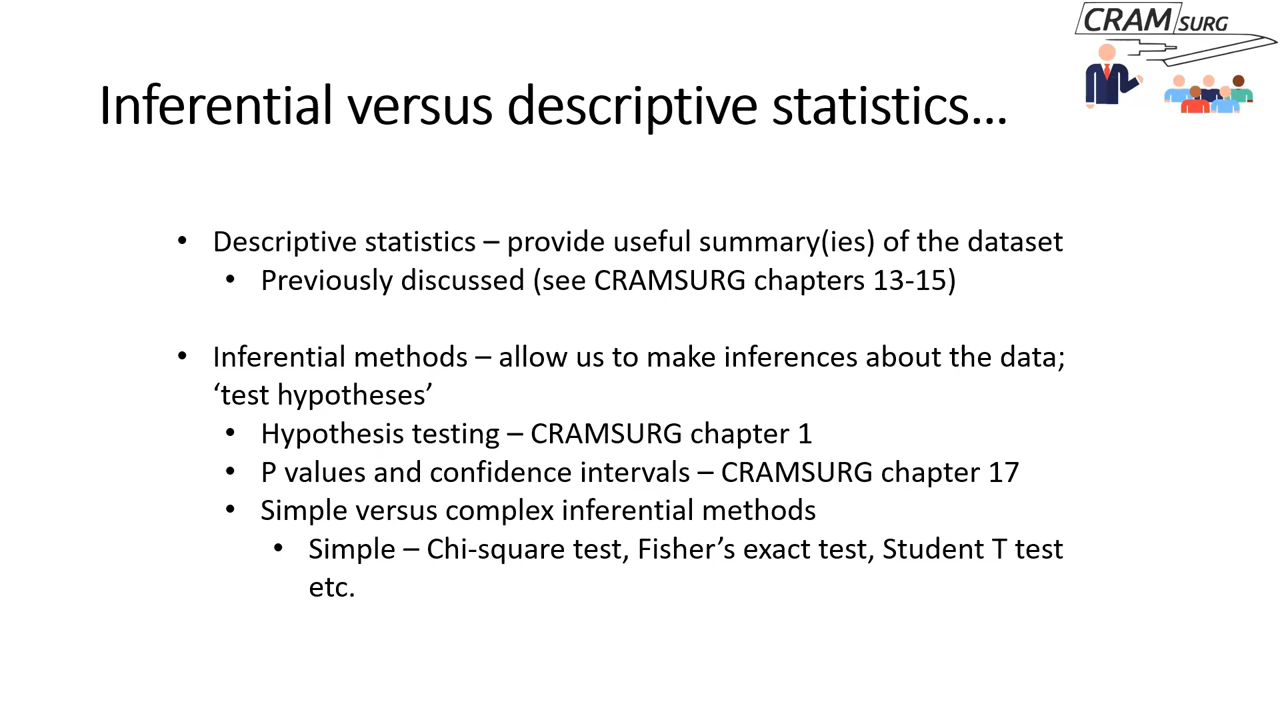 CRAM SURG
Inferential versus descriptive statistics...
• Descriptive statistics – provide useful summary(ies) of the dataset
• Previously discussed (see CRAMSURG chapters 13-15)
• Inferential methods – allow us to make inferences about the data;
‘test hypotheses’
• Hypothesis testing – CRAMSURG chapter 1
• P values and confidence intervals – CRAMSURG chapter 17
• Simple versus complex inferential methods
• Simple – Chi-square test, Fisher’s exact test, Student T test
etc.